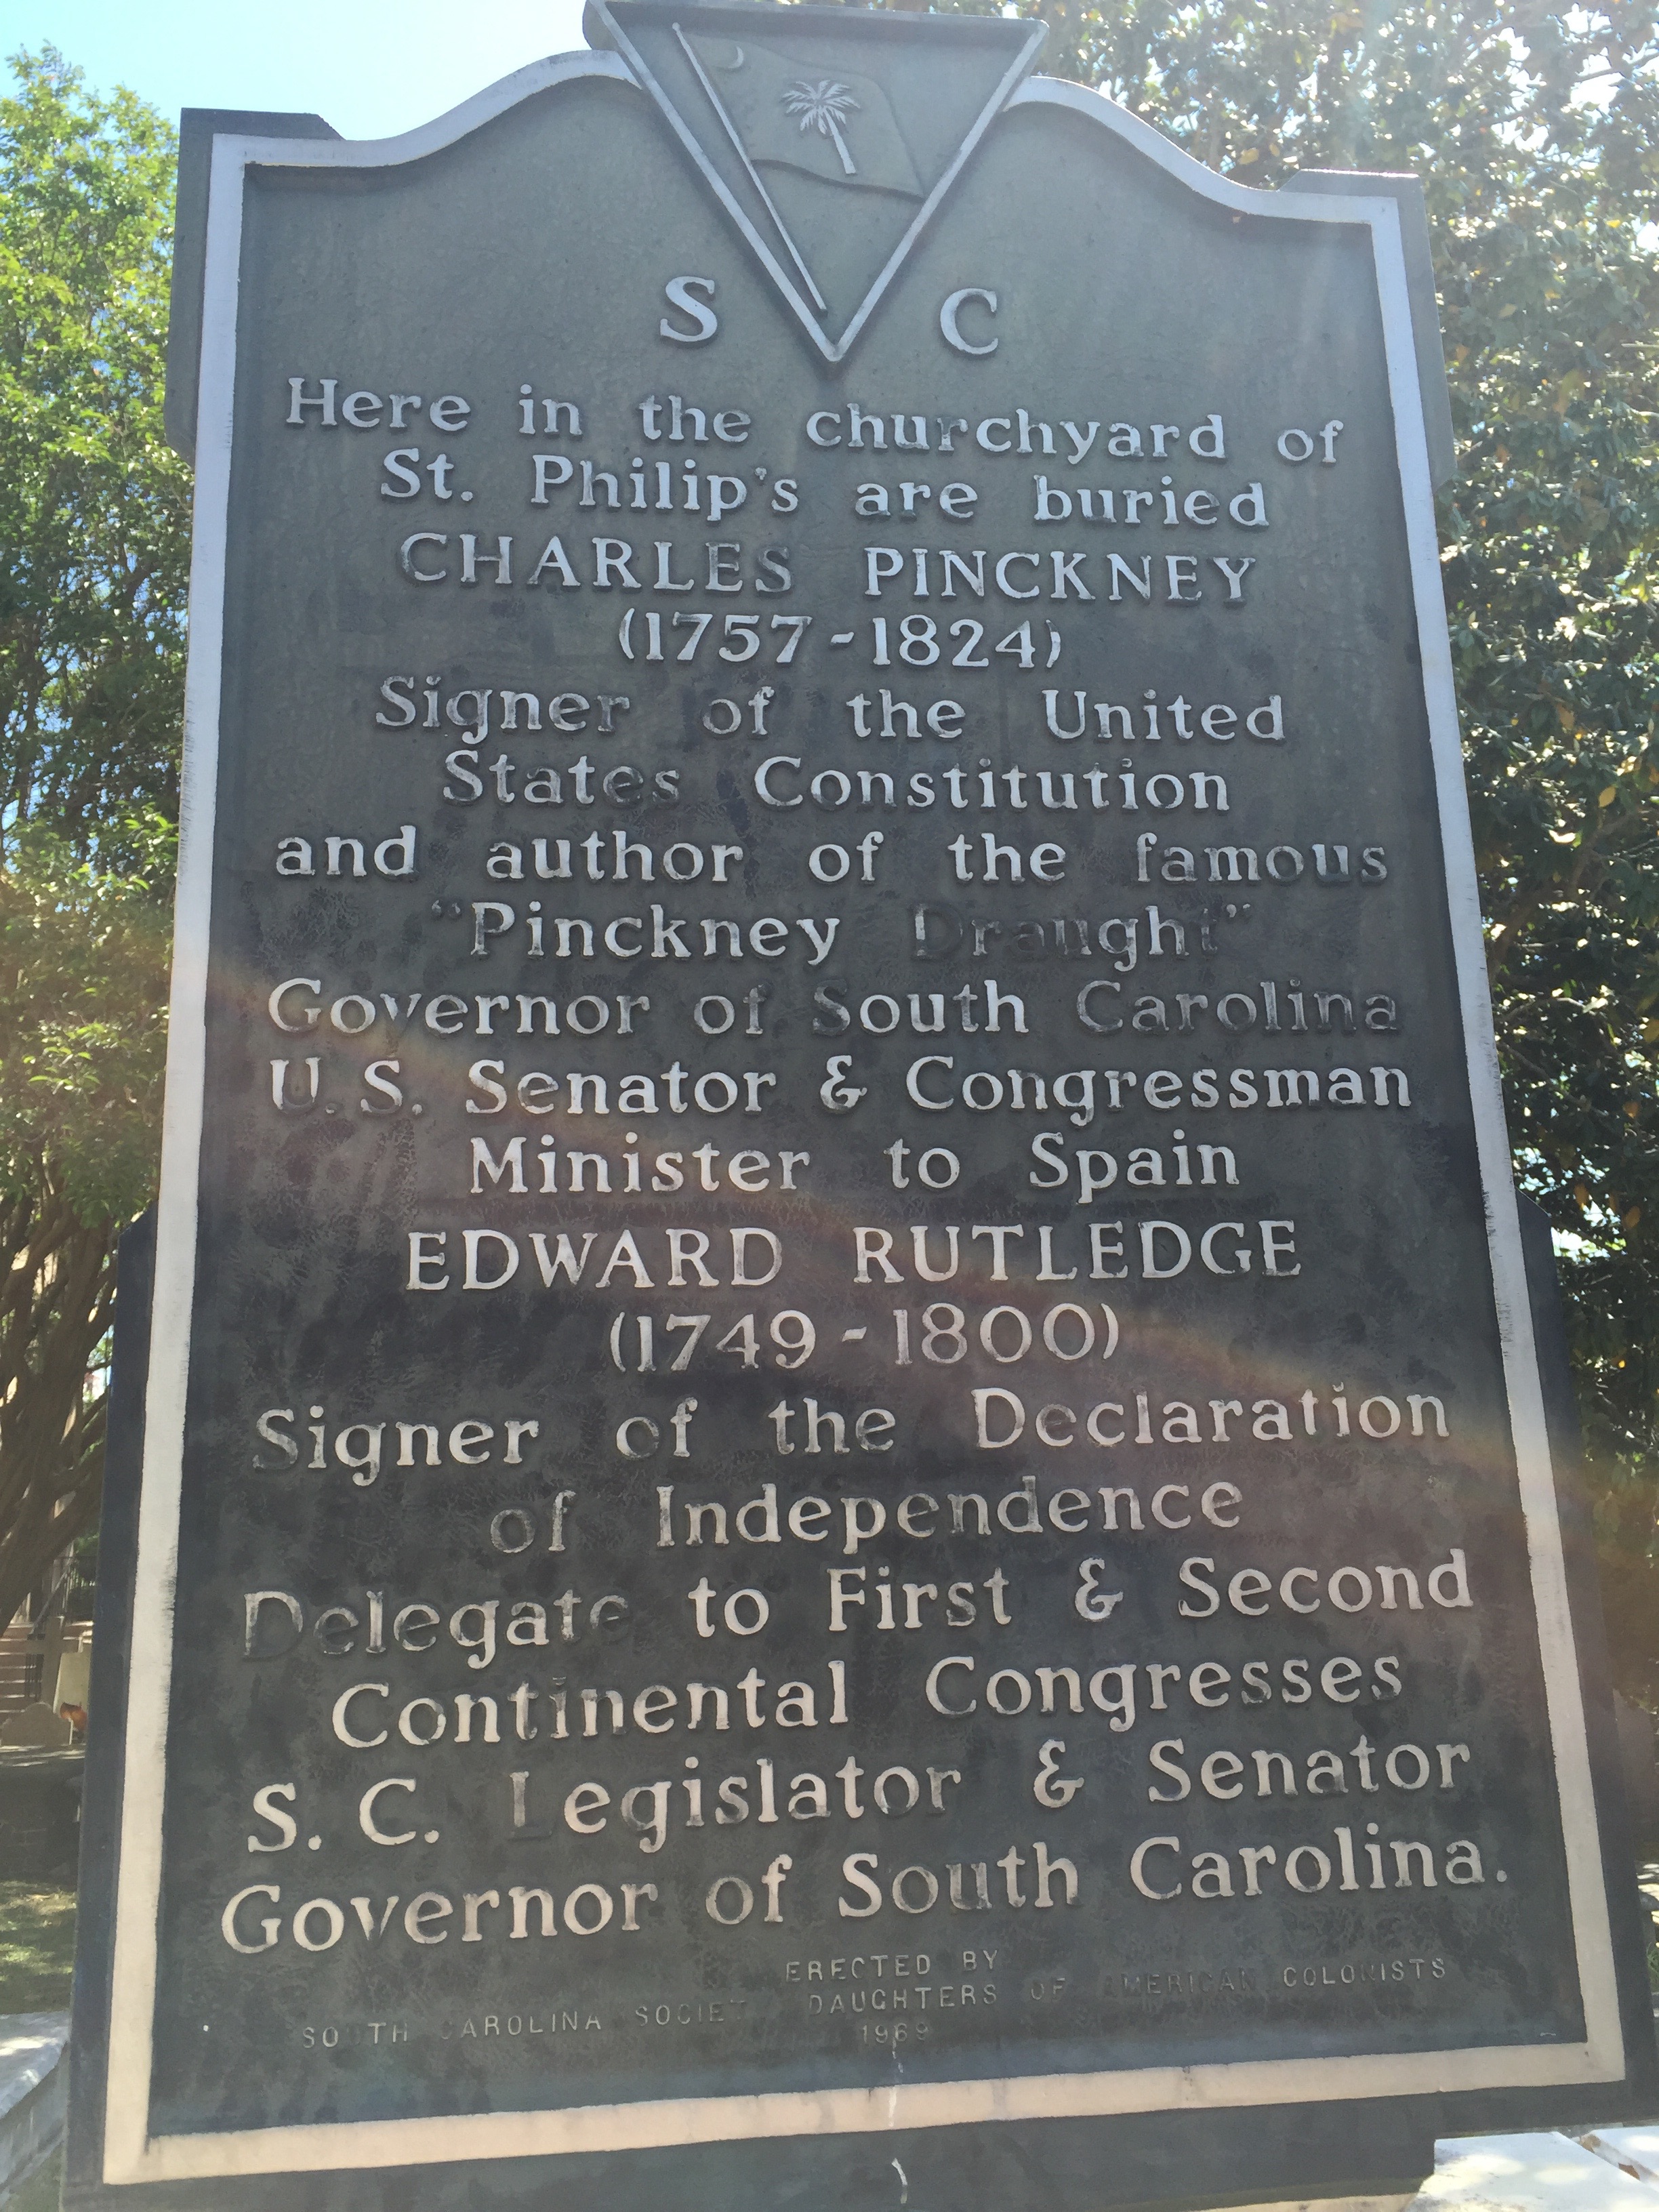 S C
Here in the churchyard of
St. Philip's are buried
CHARLES PINCKNEY
(1757-1824)
Signer of the United
States Constitution
and author of the famous
"Pinckney Draught"
Governor of South Carolina
U.S. Senator & Congressman
Minister to Spain
EDWARD RUTLEDGE
(1749-1800)
Signer of the Declaration
of Independence
Delegate to First & Second
Continental Congresses
S.C. Legislator & Senator
Governor of South Carolina.
ERECTED BY
SOUTH CAROLINA SOCIETY DAUGHTERS OF AMERICAN COLONISTS
1969